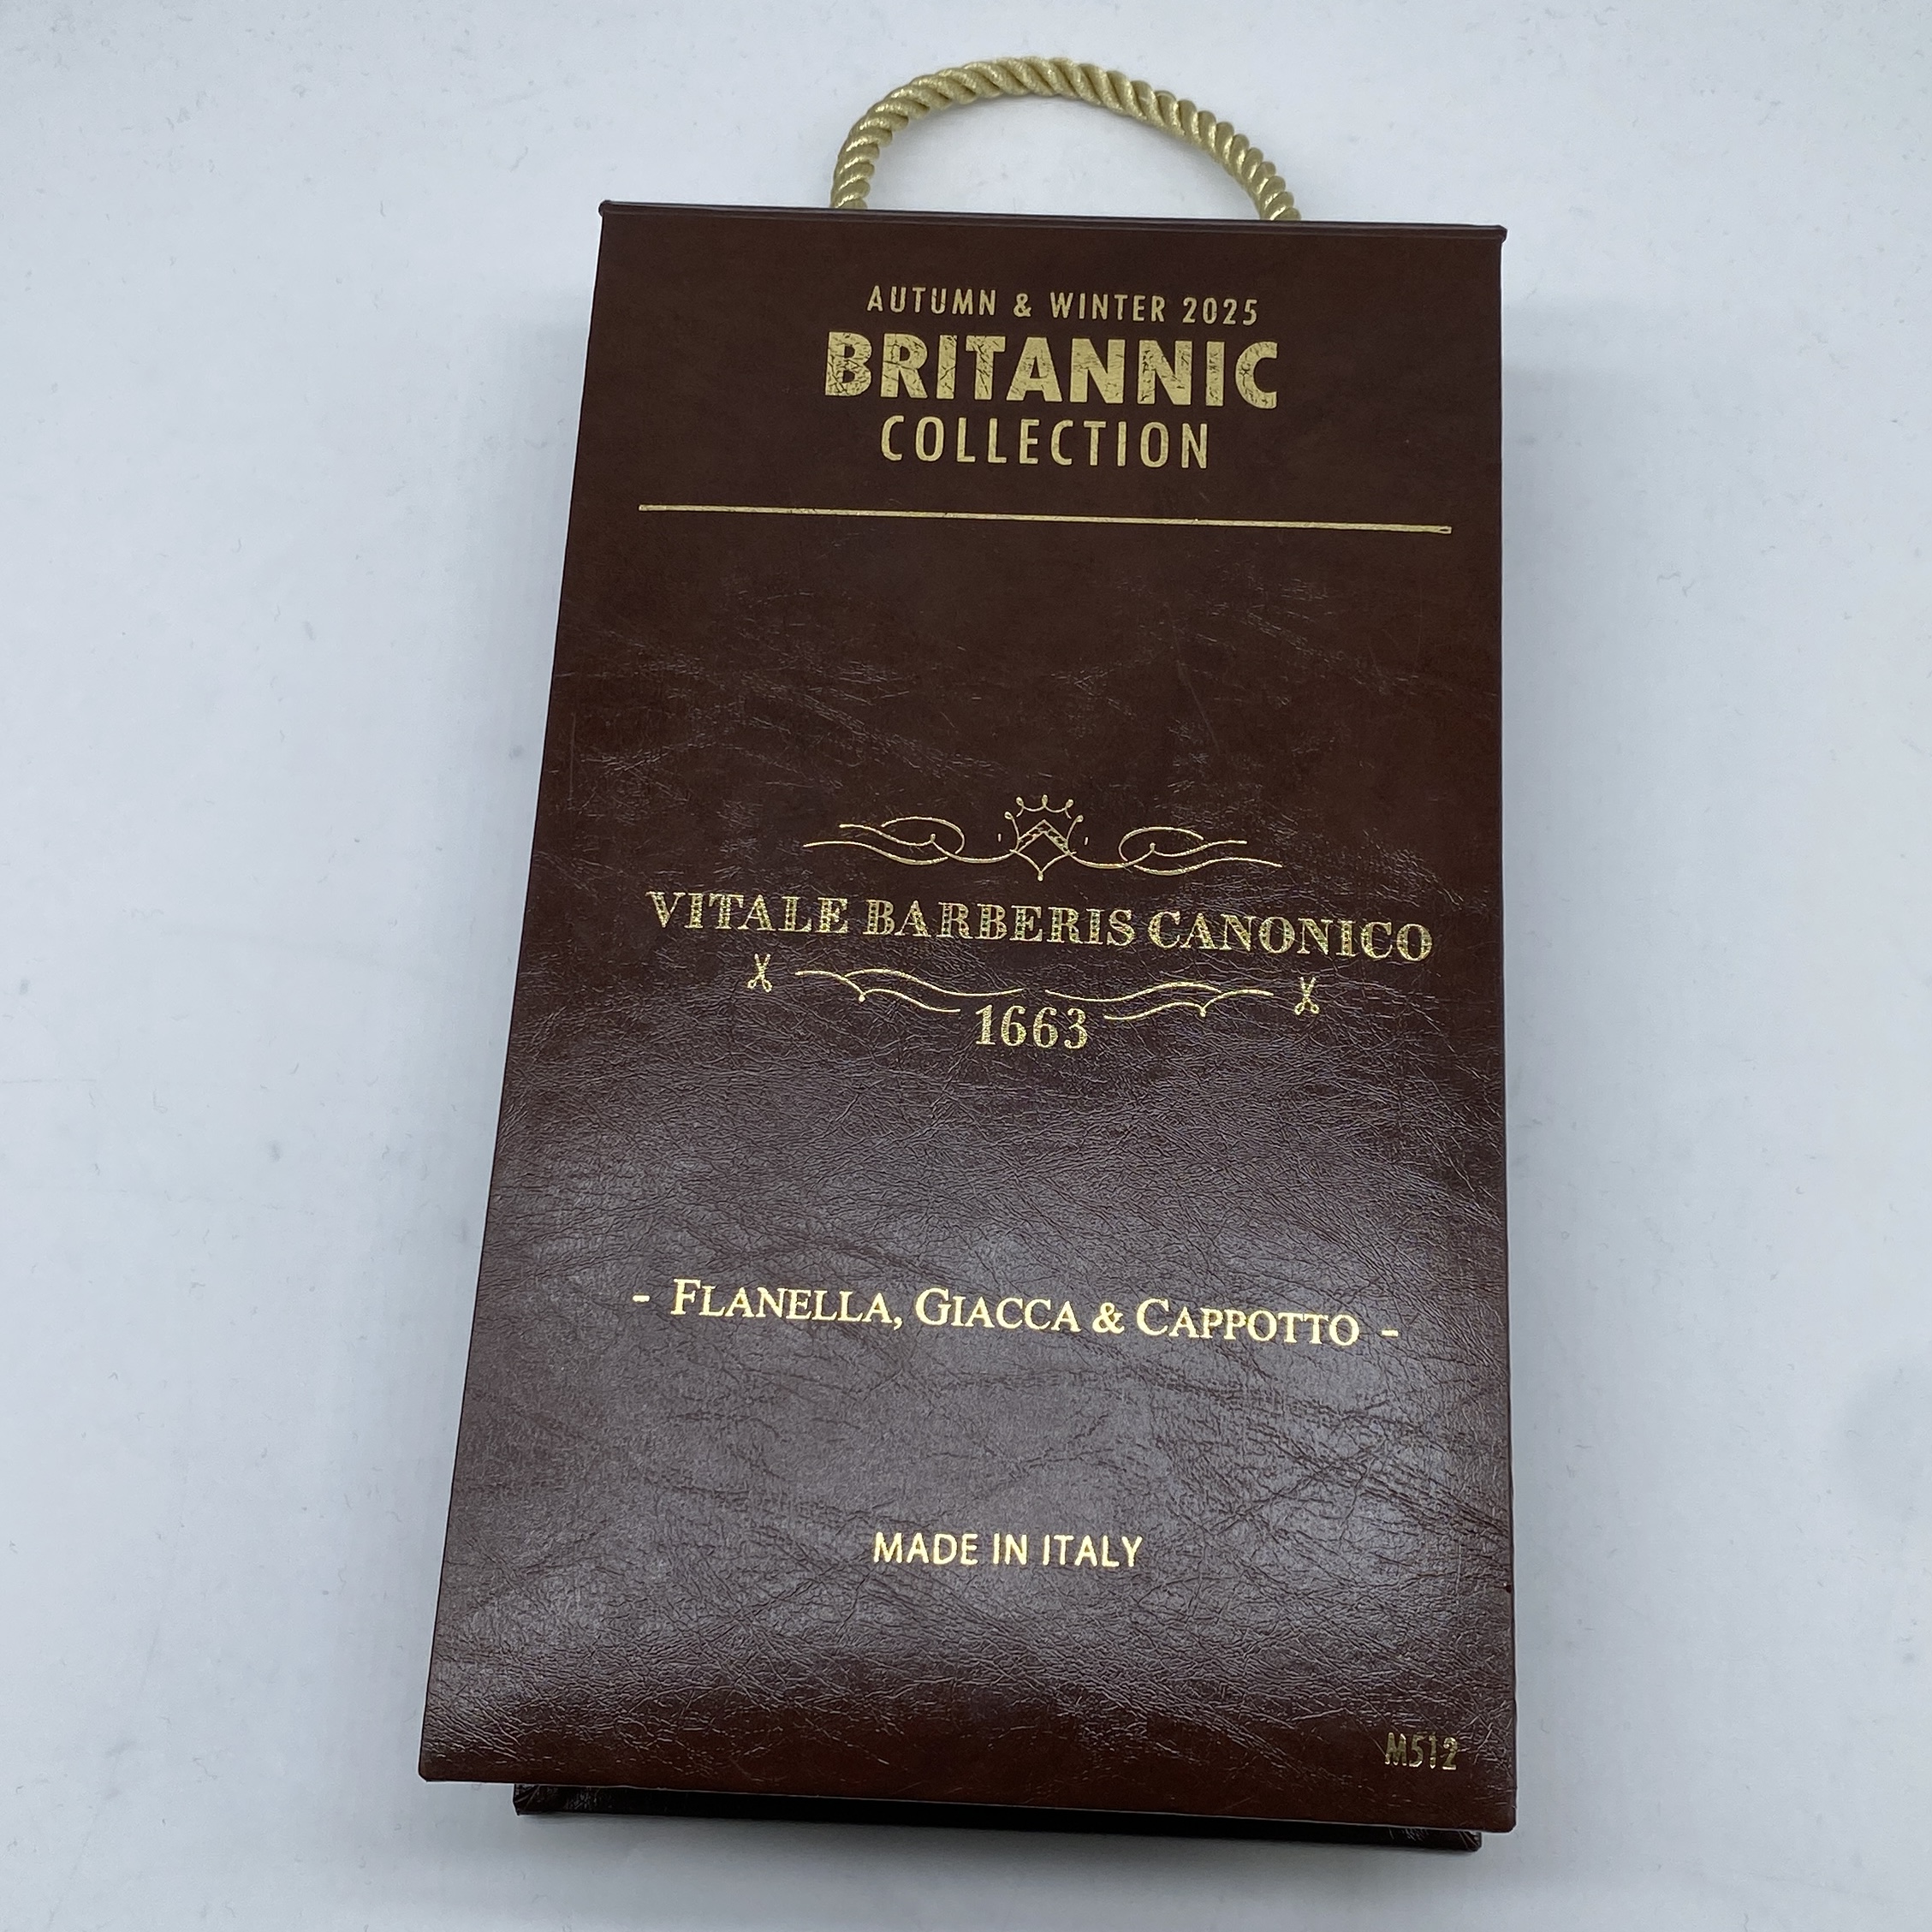 AUTUMN & WINTER 2025
BRITANNIC
COLLECTION
VITALE BARBERIS CANONICO
1663
- FLANELLA, GIACCA & CAPPOTTO -
MADE IN ITALY
M512